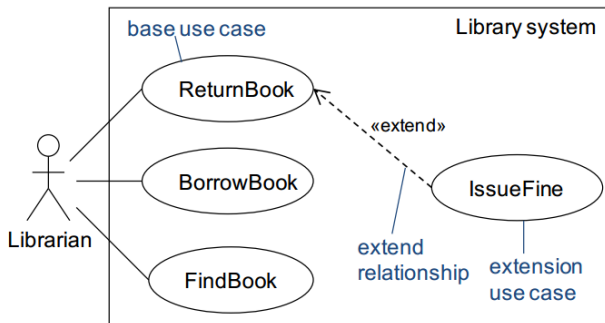 base use case
Library system
ReturnBook
«extend»
BorrowBook
IssueFine
Librarian
extend
relationship
extension
use case
FindBook